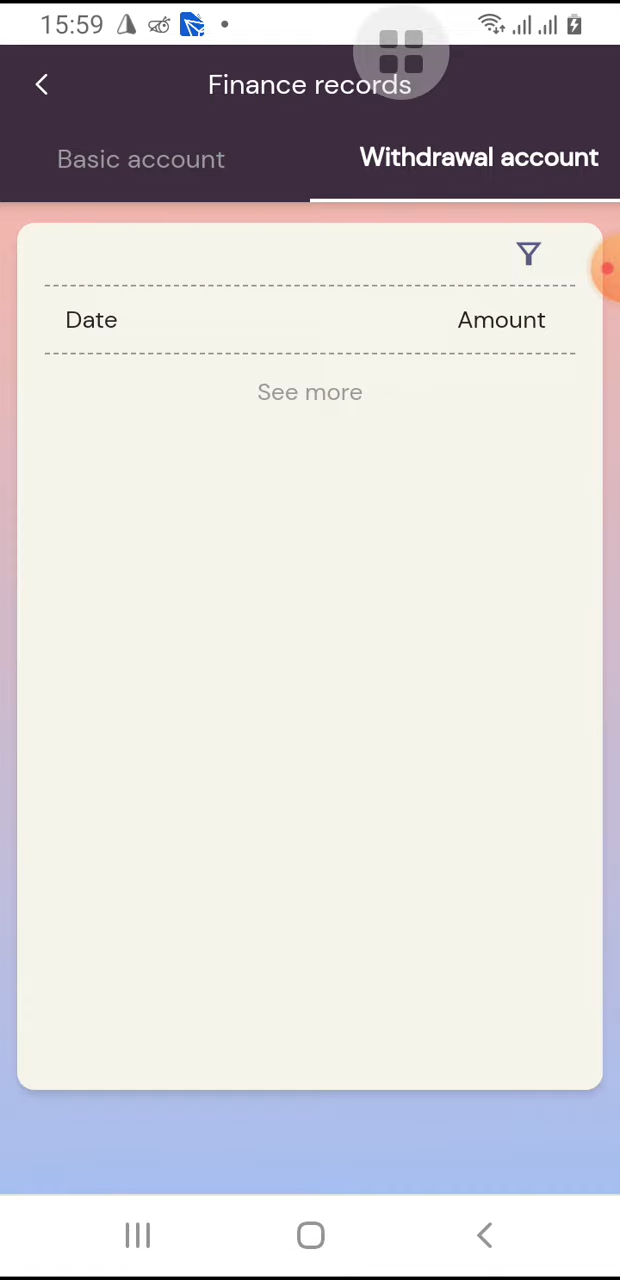 15:59
Finance records
Basic account
Withdrawal account
Date
Amount
See more